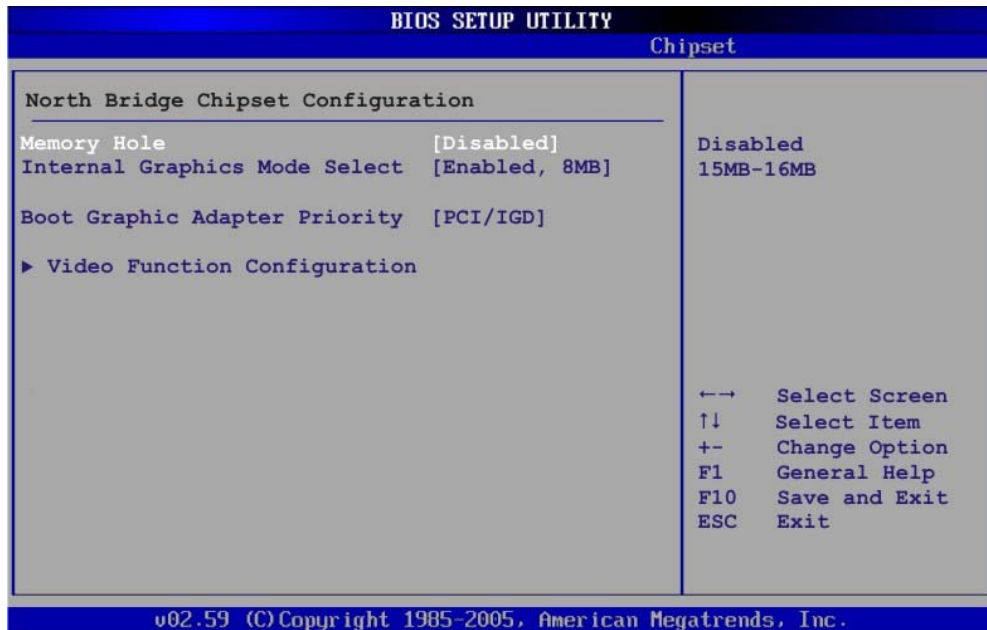 BIOS SETUP UTILITY
Chipset
North Bridge Chipset Configuration
Memory Hole [Disabled]
Internal Graphics Mode Select [Enabled, 8MB]
Boot Graphic Adapter Priority [PCI/IGD]
▶ Video Function Configuration
Disabled
15MB-16MB
←→ Select Screen
↑↓ Select Item
+- Change Option
F1 General Help
F10 Save and Exit
ESC Exit
v02.59 (C)Copyright 1985-2005, American Megatrends, Inc.